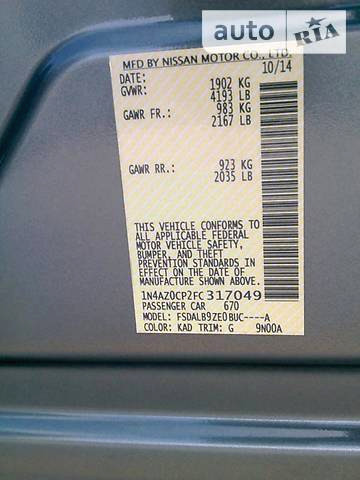 auto RIA
MFD BY NISSAN MOTOR CO., LTD.
DATE: 10/14
GVWR: 1902 KG
4193 LB
GAWR FR.: 983 KG
2167 LB
GAWR RR.: 923 KG
2035 LB
THIS VEHICLE CONFORMS TO
ALL APPLICABLE FEDERAL
MOTOR VEHICLE SAFETY,
BUMPER, AND THEFT
PREVENTION STANDARDS IN
EFFECT ON THE DATE OF
MANUFACTURE SHOWN
ABOVE.
1N4AZ0CP2FC317049
PASSENGER CAR 670
MODEL: FSDALB9ZE0BUC----A
COLOR: KAD TRIM: G 9N00A